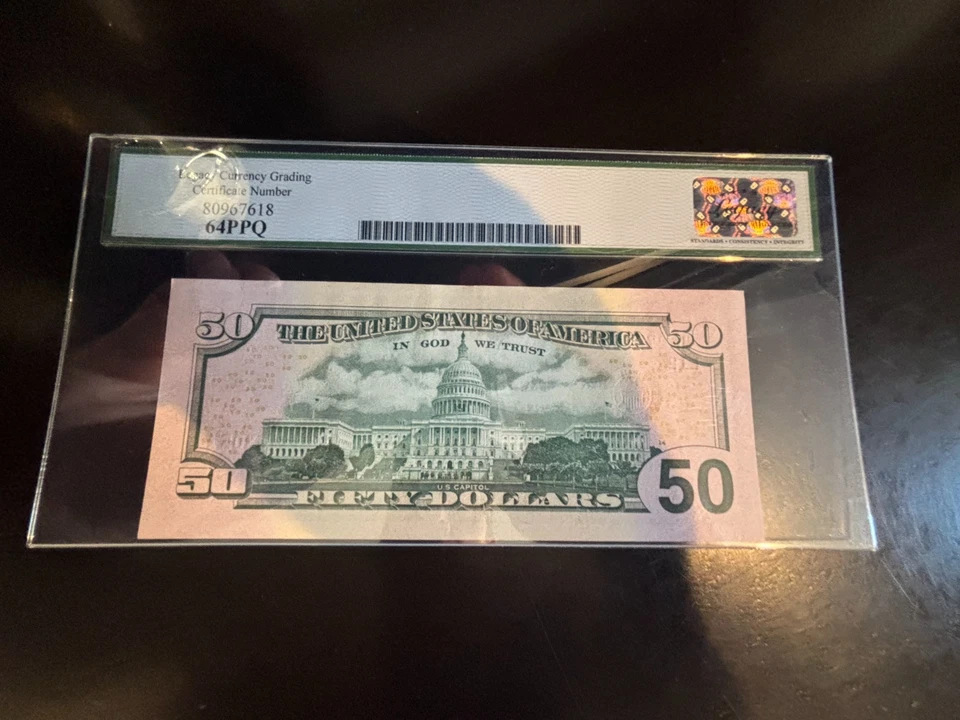 Legacy Currency Grading
Certificate Number
80967618
64PPQ
STANDARDS • CONSISTENCY • INTEGRITY
50
THE UNITED STATES OF AMERICA
50
IN GOD WE TRUST
U.S. CAPITOL
50
FIFTY DOLLARS
50